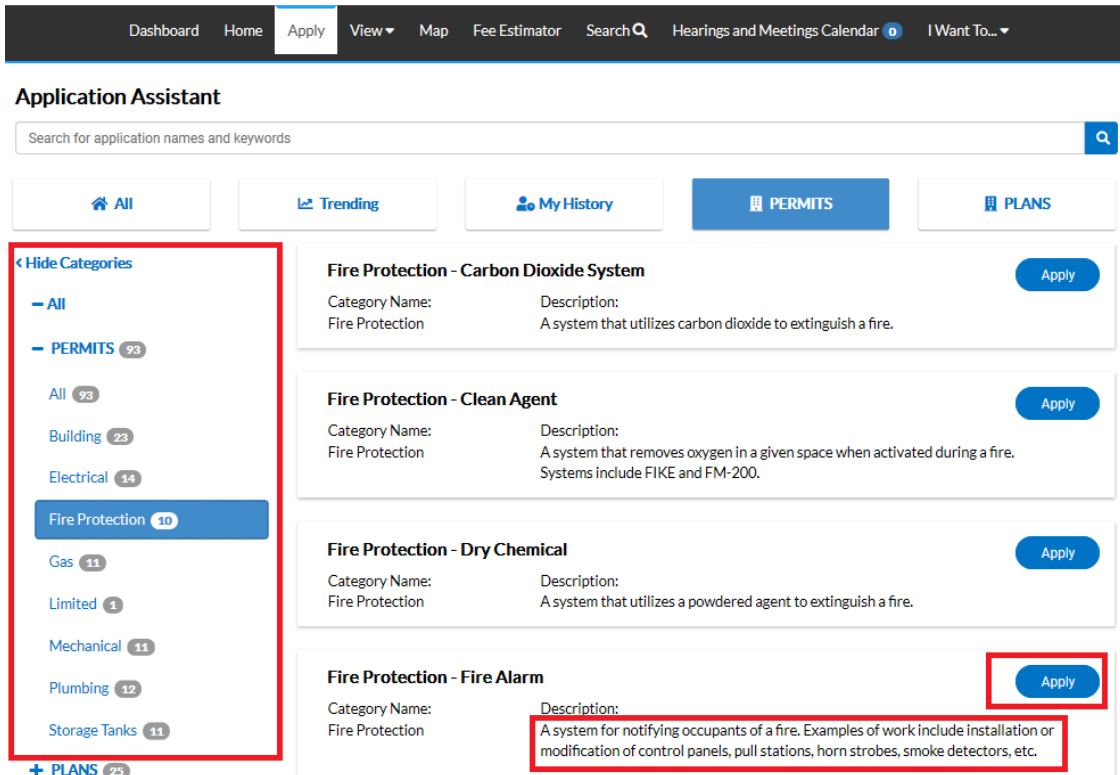 Dashboard Home Apply View Map Fee Estimator Search Hearings and Meetings Calendar 0 I Want To...
Application Assistant
Search for application names and keywords
All Trending My History PERMITS PLANS
Hide Categories
All
PERMITS 93
All 93
Building 23
Electrical 14
Fire Protection 10
Gas 11
Limited 1
Mechanical 11
Plumbing 12
Storage Tanks 11
PLANS 25
Fire Protection - Carbon Dioxide System
Apply
Category Name: Description:
Fire Protection A system that utilizes carbon dioxide to extinguish a fire.
Fire Protection - Clean Agent
Apply
Category Name: Description:
Fire Protection A system that removes oxygen in a given space when activated during a fire.
Systems include FIKE and FM-200.
Fire Protection - Dry Chemical
Apply
Category Name: Description:
Fire Protection A system that utilizes a powdered agent to extinguish a fire.
Fire Protection - Fire Alarm
Apply
Category Name: Description:
Fire Protection A system for notifying occupants of a fire. Examples of work include installation or
modification of control panels, pull stations, horn strobes, smoke detectors, etc.